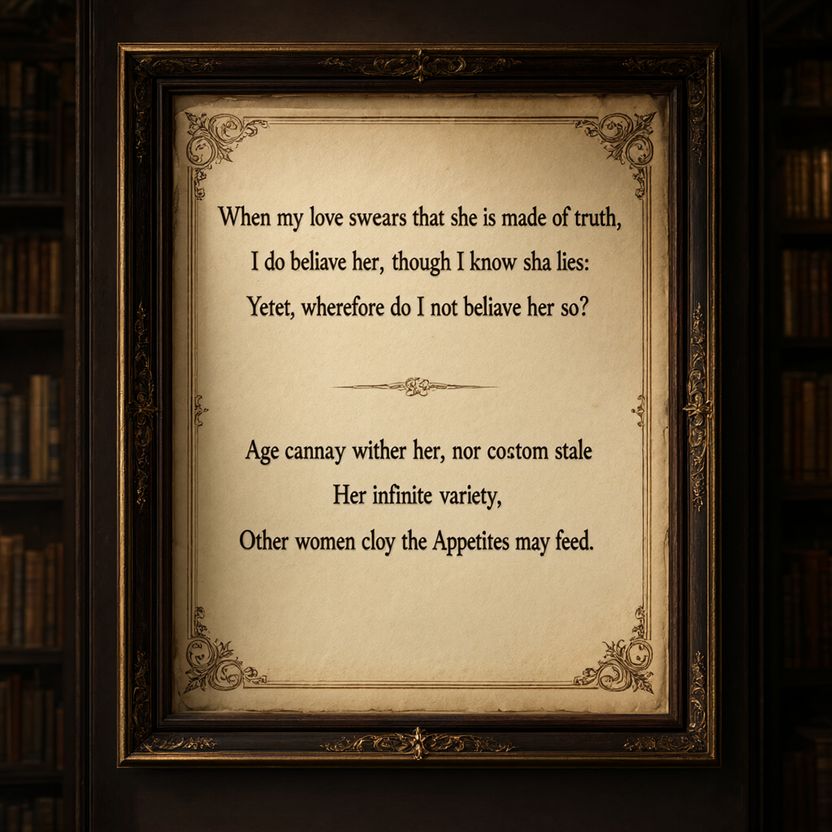 When my love swears that she is made of truth,
I do beliave her, though I know sha lies:
Yetet, wherefore do I not beliave her so?
Age cannay wither her, nor costom stale
Her infinite variety,
Other women cloy the Appetites may feed.